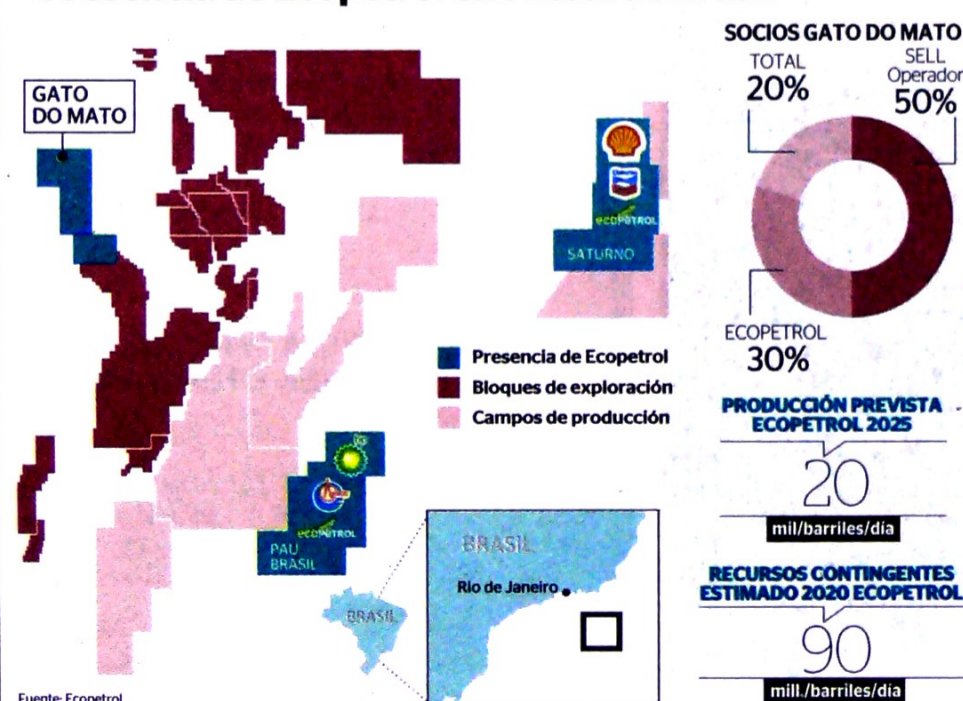 GATO
DO MATO
ecopetrol
SATURNO
Presencia de Ecopetrol
Bloques de exploración
Campos de producción
ecopetrol
PAU
BRASIL
BRASIL
BRASIL
Rio de Janeiro
Fuente: Ecopetrol
SOCIOS GATO DO MATO
TOTAL
20%
SELL
Operador
50%
ECOPETROL
30%
PRODUCCIÓN PREVISTA
ECOPETROL 2025
20
mil/barriles/día
RECURSOS CONTINGENTES
ESTIMADO 2020 ECOPETROL
90
mill./barriles/día